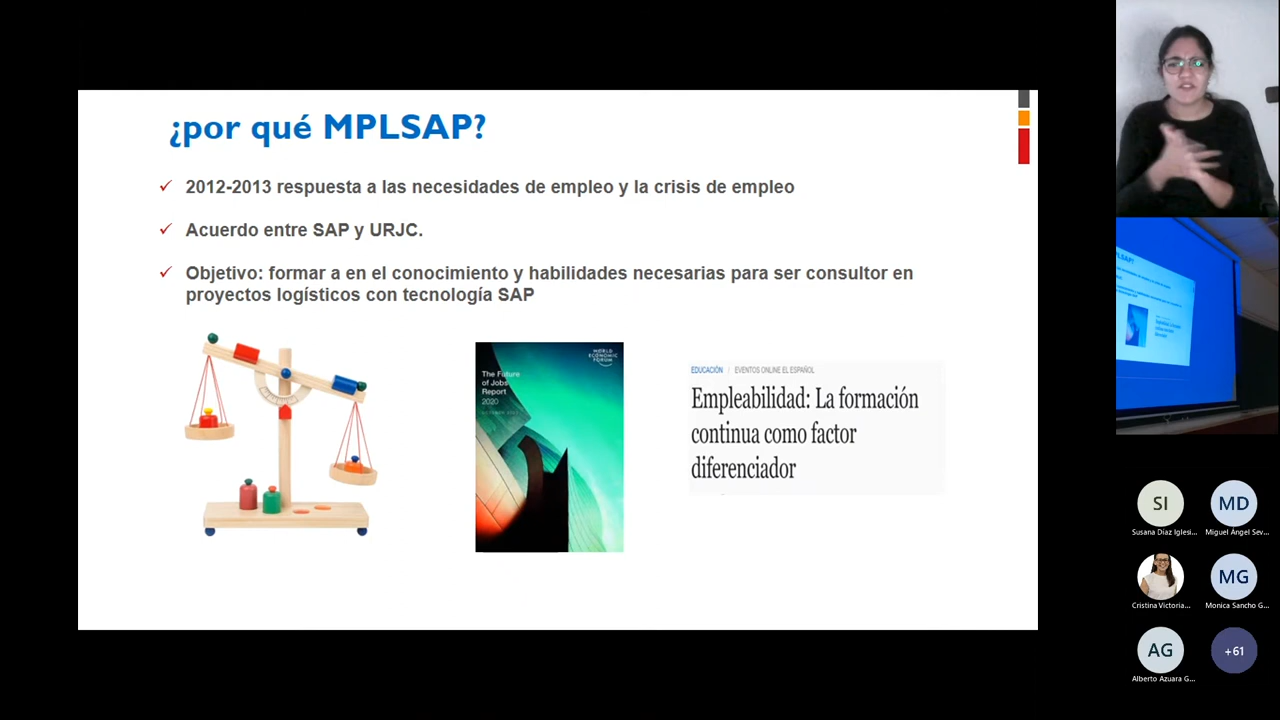 ¿por qué MPLSAP?
2012-2013 respuesta a las necesidades de empleo y la crisis de empleo
Acuerdo entre SAP y URJC.
Objetivo: formar a en el conocimiento y habilidades necesarias para ser consultor en
proyectos logísticos con tecnología SAP
WORLD
ECONOMIC
FORUM
The Future
of Jobs
Report
2020
EDUCACIÓN | EVENTOS ONLINE EL ESPAÑOL
Empleabilidad: La formación
continua como factor
diferenciador
SI
Susana Díaz Iglesi...
MD
Miguel Ángel Sev...
Cristina Victoria...
MG
Monica Sancho G...
AG
Alberto Azuara G...
+61